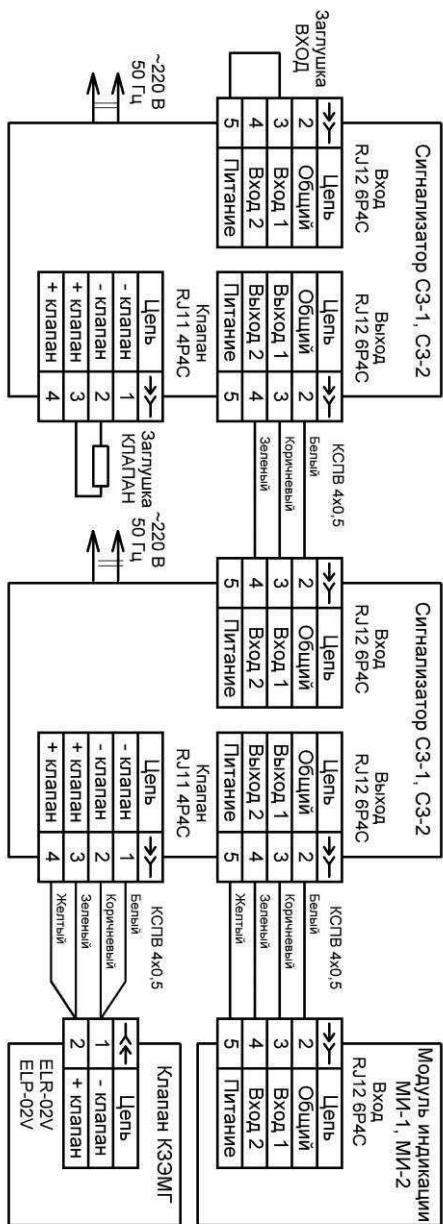 Сигнализатор СЗ-1, СЗ-2
Вход
RJ12 6P4C
Цепь
2 Общий
3 Вход 1
4 Вход 2
5 Питание
Заглушка
ВХОД
~220 В
50 Гц
Выход
RJ12 6P4C
Цепь
Общий 2
Выход 1 3
Выход 2 4
Питание 5
Клапан
RJ11 4P4C
Цепь
- клапан 1
- клапан 2
+ клапан 3
+ клапан 4
Заглушка
КЛАПАН
КСПВ 4х0,5
Белый
Коричневый
Зеленый
Сигнализатор СЗ-1, СЗ-2
Вход
RJ12 6P4C
Цепь
2 Общий
3 Вход 1
4 Вход 2
5 Питание
~220 В
50 Гц
Выход
RJ12 6P4C
Цепь
Общий 2
Выход 1 3
Выход 2 4
Питание 5
Клапан
RJ11 4P4C
Цепь
- клапан 1
- клапан 2
+ клапан 3
+ клапан 4
КСПВ 4х0,5
Белый
Коричневый
Зеленый
Желтый
КСПВ 4х0,5
Белый
Коричневый
Зеленый
Желтый
Модуль индикации
МИ-1, МИ-2
Вход
RJ12 6P4C
Цепь
2 Общий
3 Вход 1
4 Вход 2
5 Питание
Клапан КЗЭМГ
Цепь
1 - клапан
2 + клапан
ELR-02V
ELP-02V